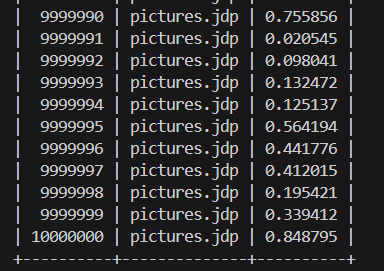 |  9999990 | pictures.jdp | 0.755856 |
|  9999991 | pictures.jdp | 0.020545 |
|  9999992 | pictures.jdp | 0.098041 |
|  9999993 | pictures.jdp | 0.132472 |
|  9999994 | pictures.jdp | 0.125137 |
|  9999995 | pictures.jdp | 0.564194 |
|  9999996 | pictures.jdp | 0.441776 |
|  9999997 | pictures.jdp | 0.412015 |
|  9999998 | pictures.jdp | 0.195421 |
|  9999999 | pictures.jdp | 0.339412 |
| 10000000 | pictures.jdp | 0.848795 |
+----------+--------------+----------+